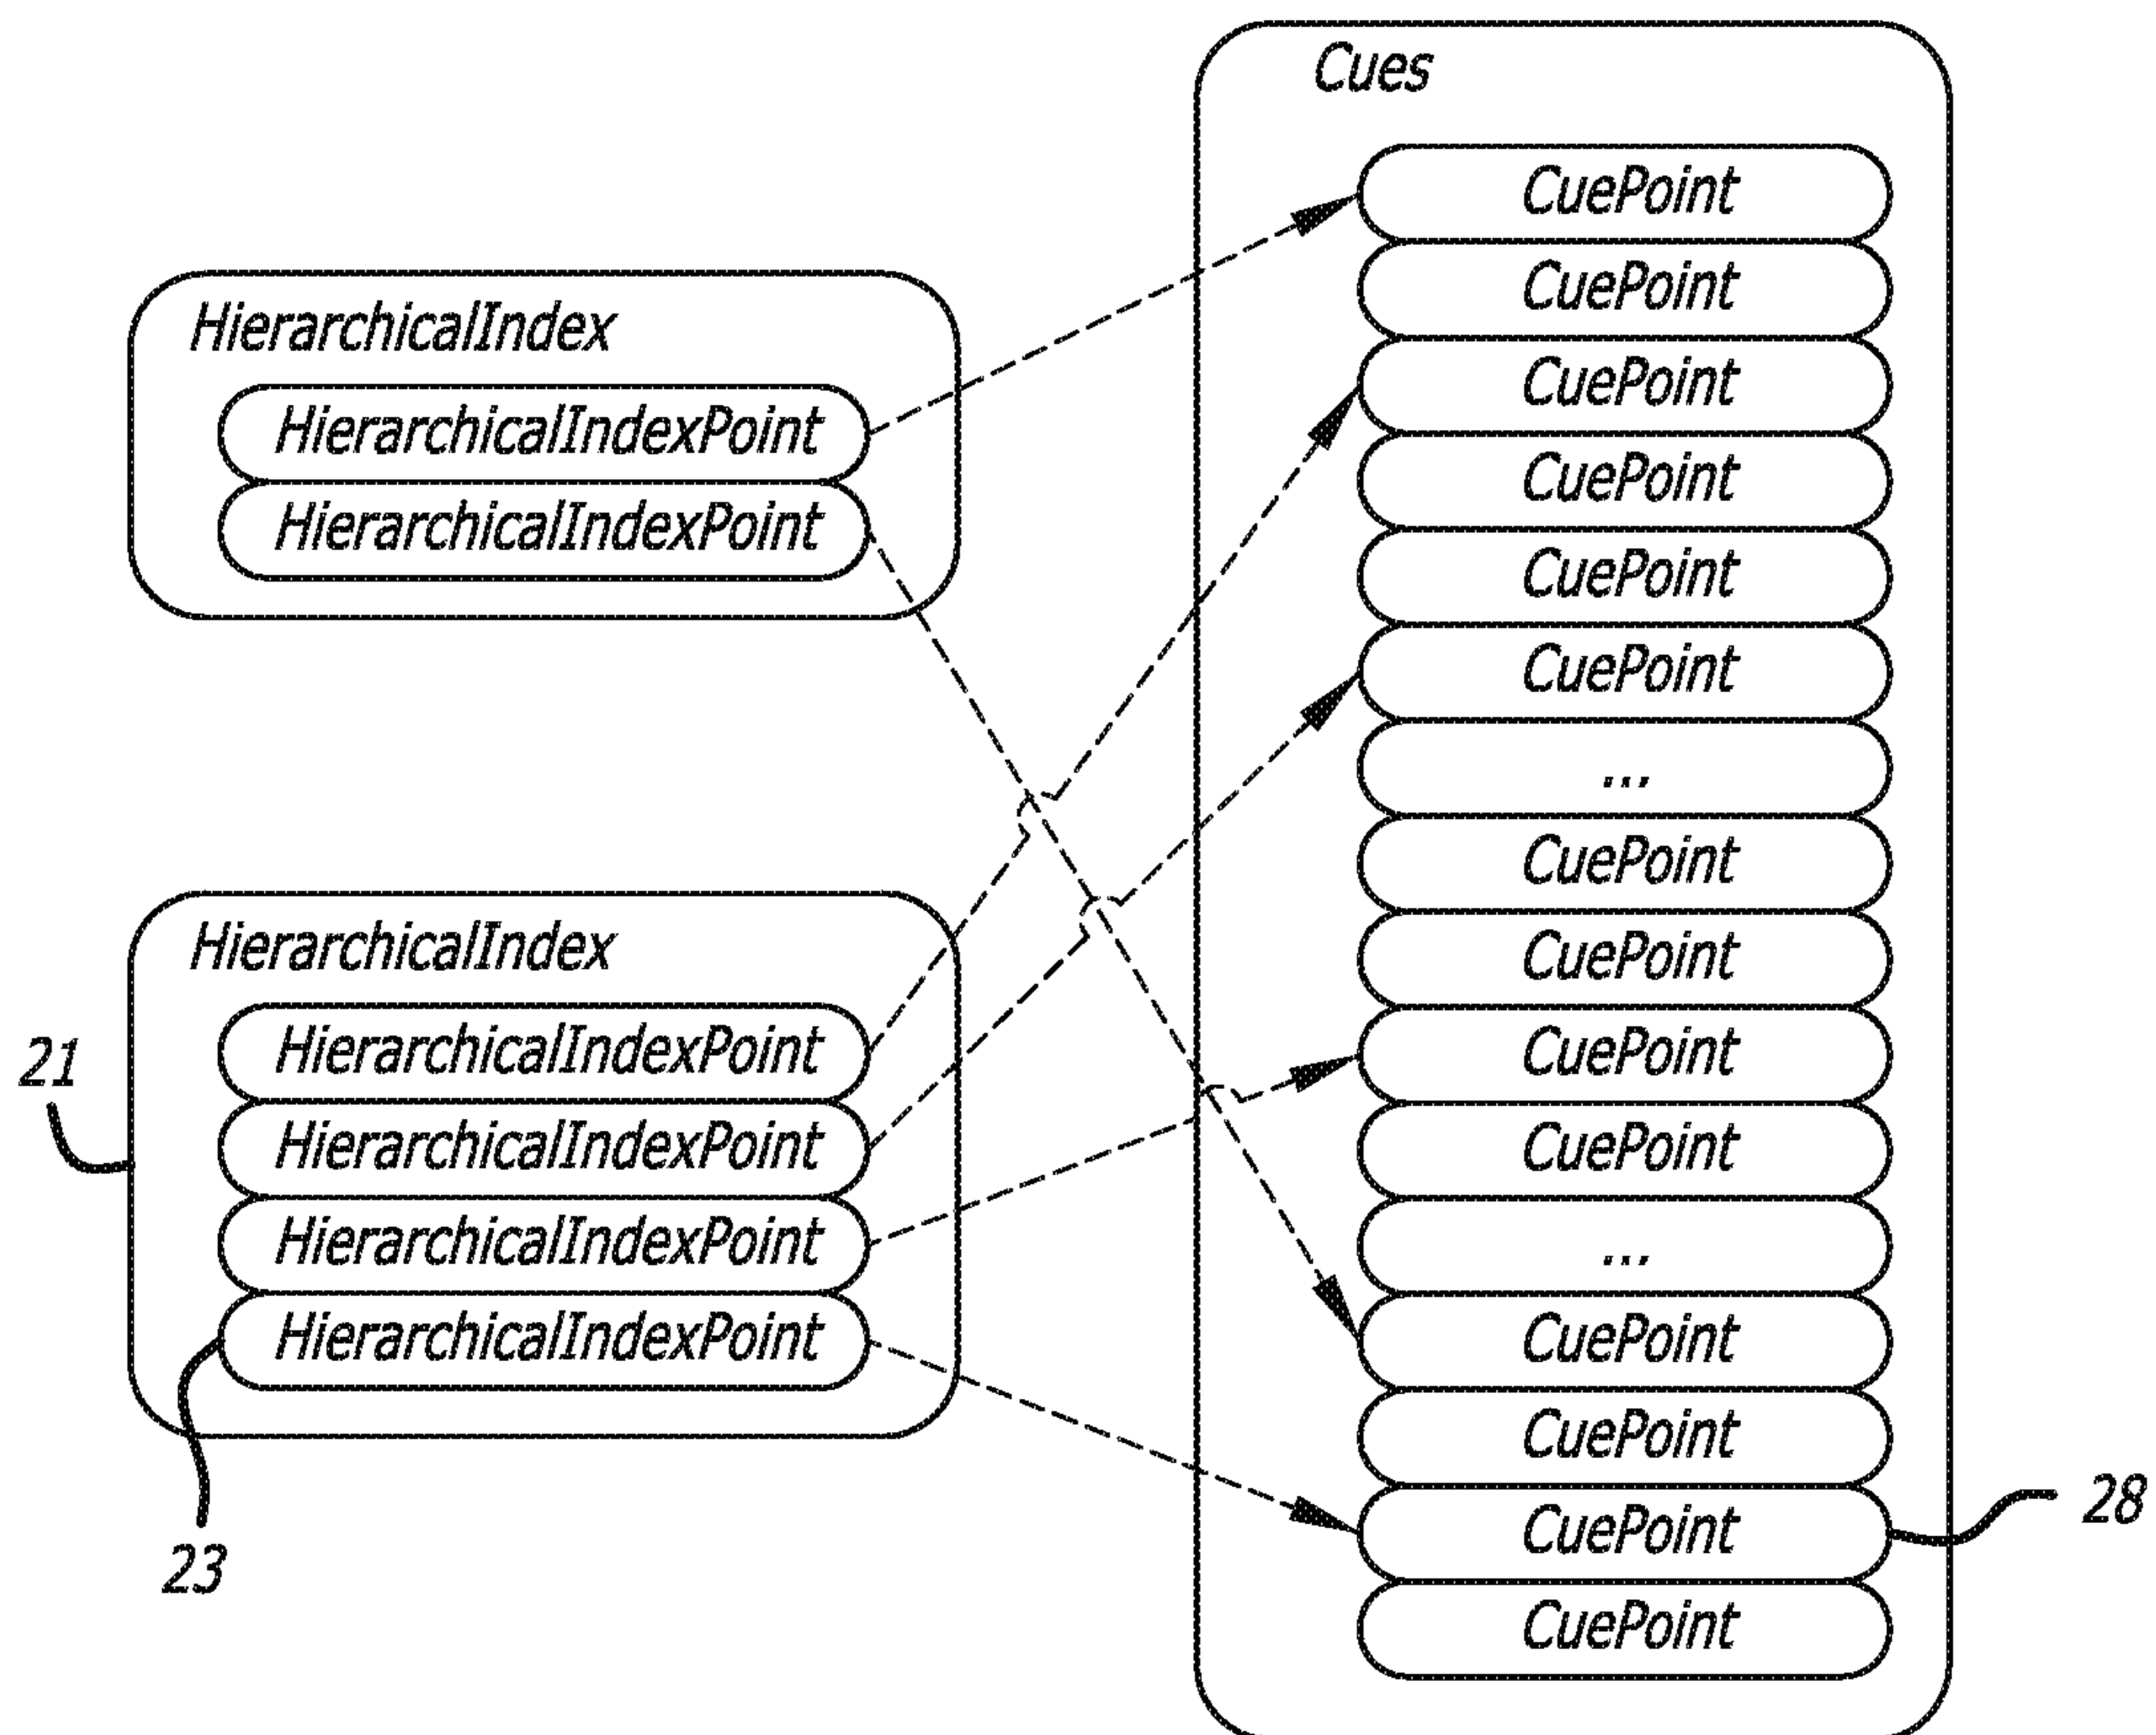 HierarchicalIndex
HierarchicalIndexPoint
HierarchicalIndexPoint
HierarchicalIndex
HierarchicalIndexPoint
HierarchicalIndexPoint
HierarchicalIndexPoint
HierarchicalIndexPoint
21
23
Cues
CuePoint
CuePoint
CuePoint
CuePoint
CuePoint
CuePoint
...
CuePoint
CuePoint
CuePoint
CuePoint
...
CuePoint
CuePoint
CuePoint
CuePoint
28